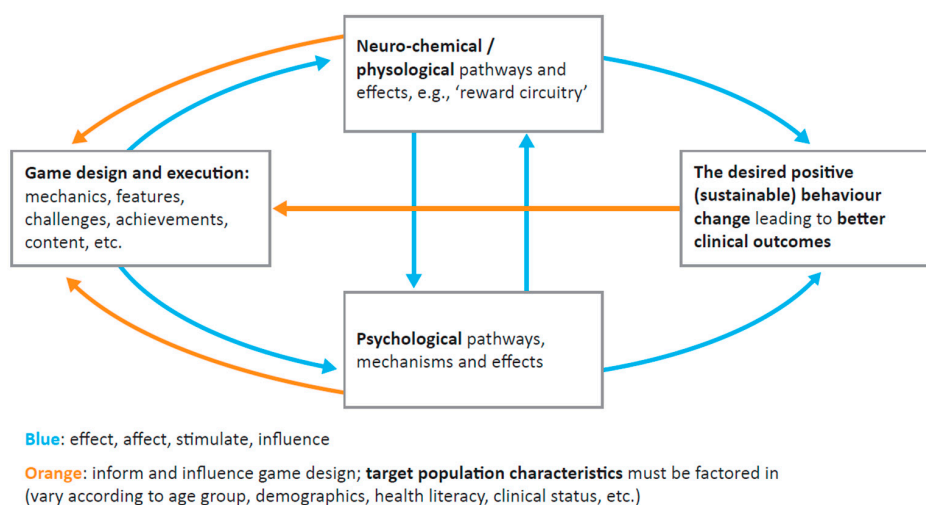 Neuro-chemical /
physological pathways and
effects, e.g., ‘reward circuitry’
Game design and execution:
mechanics, features,
challenges, achievements,
content, etc.
The desired positive
(sustainable) behaviour
change leading to better
clinical outcomes
Psychological pathways,
mechanisms and effects
Blue: effect, affect, stimulate, influence
Orange: inform and influence game design; target population characteristics must be factored in
(vary according to age group, demographics, health literacy, clinical status, etc.)